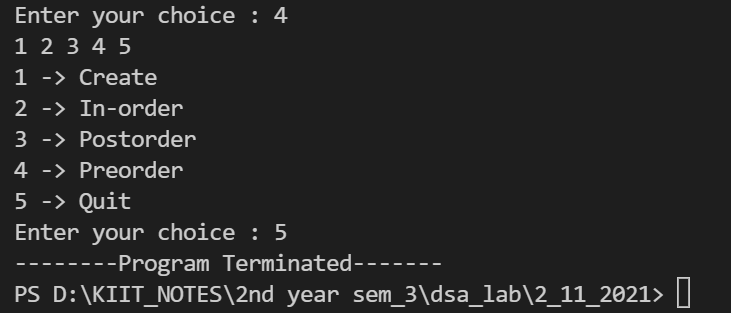 Enter your choice : 4
1 2 3 4 5
1 -> Create
2 -> In-order
3 -> Postorder
4 -> Preorder
5 -> Quit
Enter your choice : 5
--------Program Terminated-------
PS D:\KIIT_NOTES\2nd year sem_3\dsa_lab\2_11_2021>